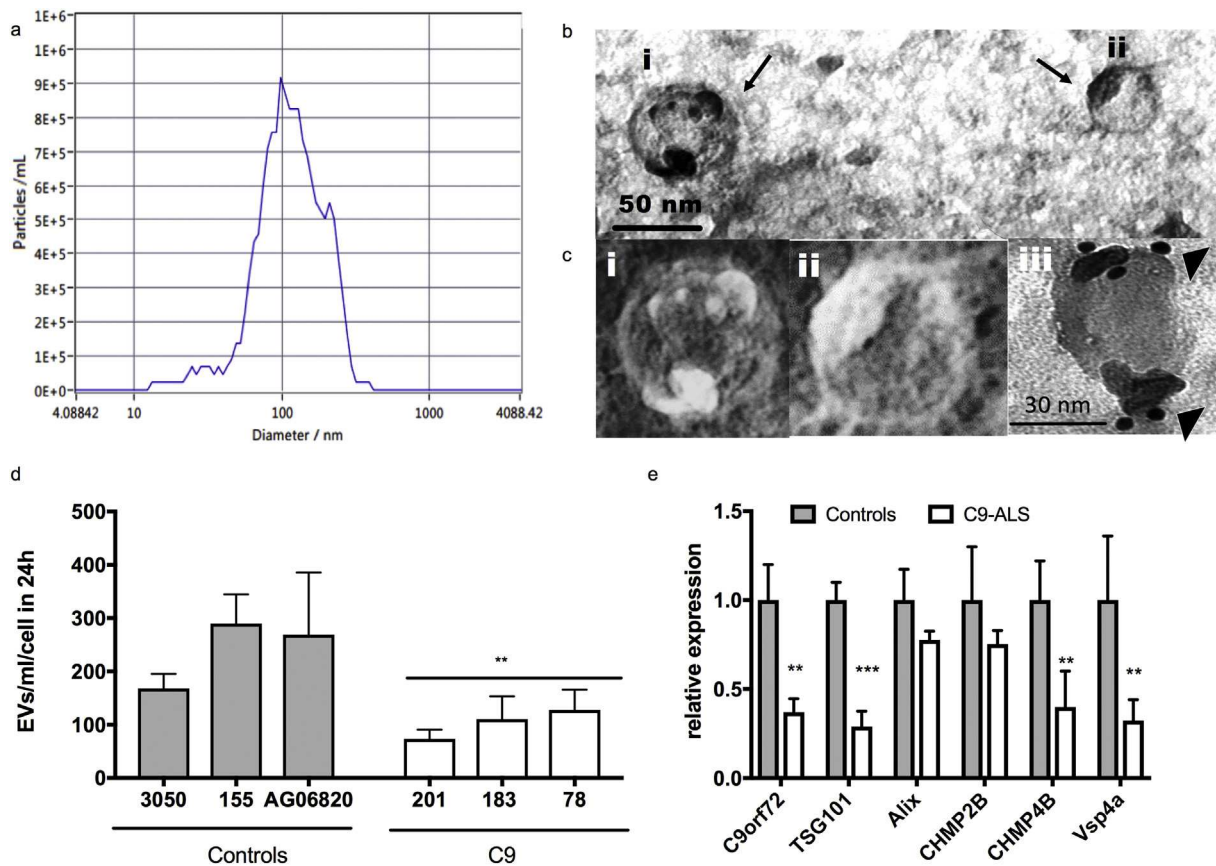 a
1E+6
1E+6
9E+5
8E+5
7E+5
6E+5
5E+5
4E+5
3E+5
2E+5
1E+5
0E+0
Particles /mL
4.08842 10 100 1000 4088.42
Diameter / nm
b
i
ii
50 nm
c
i
ii
iii
30 nm
d
500
400
300
200
100
0
EVs/ml/cell in 24h
**
3050 155 AG06820 201 183 78
Controls C9
e
Controls C9-ALS
1.5
1.0
0.5
0.0
relative expression
** *** ** **
C9orf72 TSG101 Alix CHMP2B CHMP4B Vsp4a